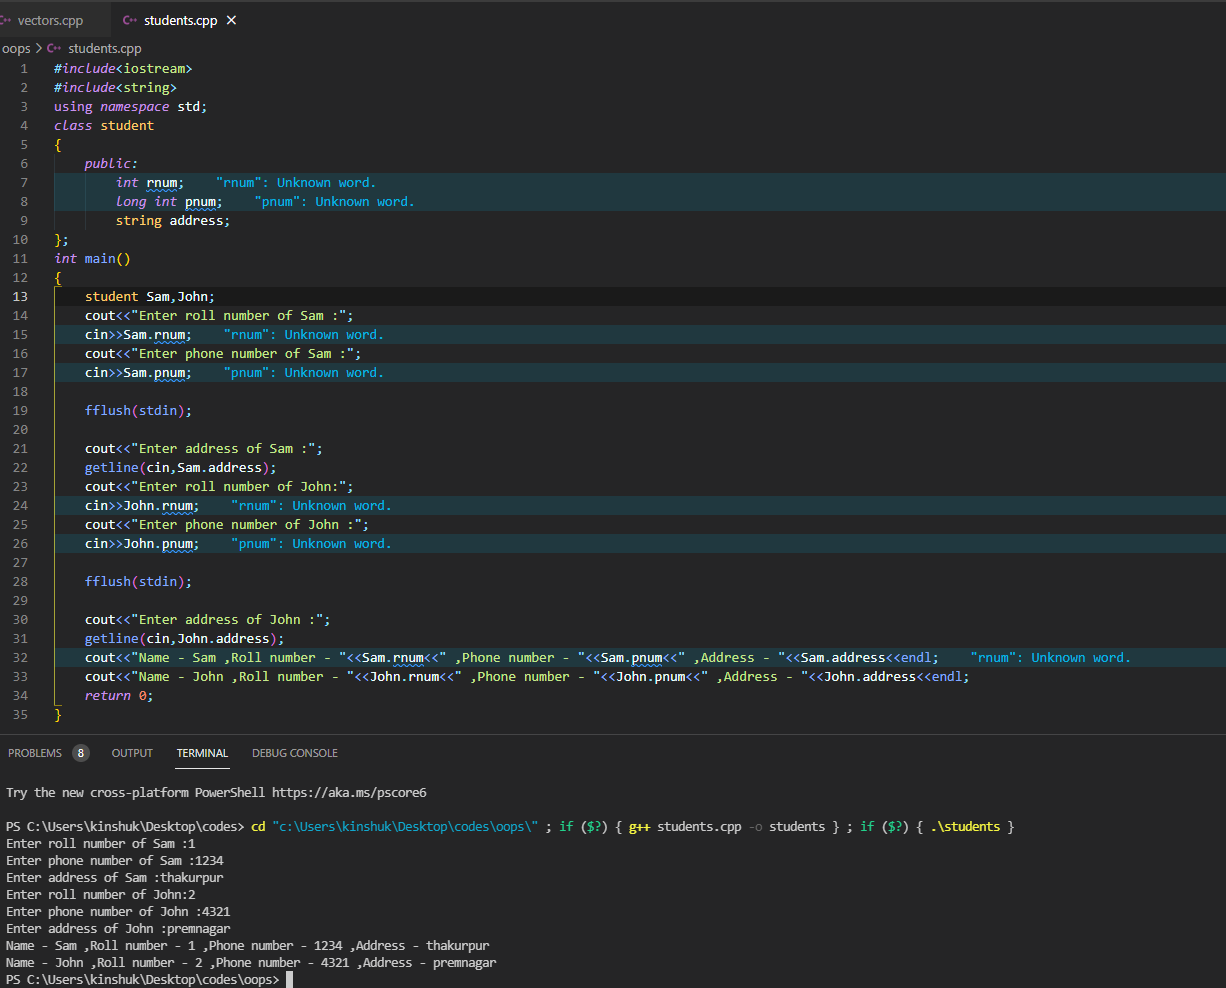 vectors.cpp
students.cpp
oops > students.cpp
1 #include<iostream>
2 #include<string>
3 using namespace std;
4 class student
5 {
6     public:
7         int rnum;    "rnum": Unknown word.
8         long int pnum;    "pnum": Unknown word.
9         string address;
10 };
11 int main()
12 {
13     student Sam,John;
14     cout<<"Enter roll number of Sam :";
15     cin>>Sam.rnum;    "rnum": Unknown word.
16     cout<<"Enter phone number of Sam :";
17     cin>>Sam.pnum;    "pnum": Unknown word.
18
19     fflush(stdin);
20
21     cout<<"Enter address of Sam :";
22     getline(cin,Sam.address);
23     cout<<"Enter roll number of John:";
24     cin>>John.rnum;    "rnum": Unknown word.
25     cout<<"Enter phone number of John :";
26     cin>>John.pnum;    "pnum": Unknown word.
27
28     fflush(stdin);
29
30     cout<<"Enter address of John :";
31     getline(cin,John.address);
32     cout<<"Name - Sam ,Roll number - "<<Sam.rnum<<" ,Phone number - "<<Sam.pnum<<" ,Address - "<<Sam.address<<endl;    "rnum": Unknown word.
33     cout<<"Name - John ,Roll number - "<<John.rnum<<" ,Phone number - "<<John.pnum<<" ,Address - "<<John.address<<endl;
34     return 0;
35 }
PROBLEMS 8 OUTPUT TERMINAL DEBUG CONSOLE
Try the new cross-platform PowerShell https://aka.ms/pscore6
PS C:\Users\kinshuk\Desktop\codes> cd "c:\Users\kinshuk\Desktop\codes\oops\" ; if ($?) { g++ students.cpp -o students } ; if ($?) { .\students }
Enter roll number of Sam :1
Enter phone number of Sam :1234
Enter address of Sam :thakurpur
Enter roll number of John:2
Enter phone number of John :4321
Enter address of John :premnagar
Name - Sam ,Roll number - 1 ,Phone number - 1234 ,Address - thakurpur
Name - John ,Roll number - 2 ,Phone number - 4321 ,Address - premnagar
PS C:\Users\kinshuk\Desktop\codes\oops>